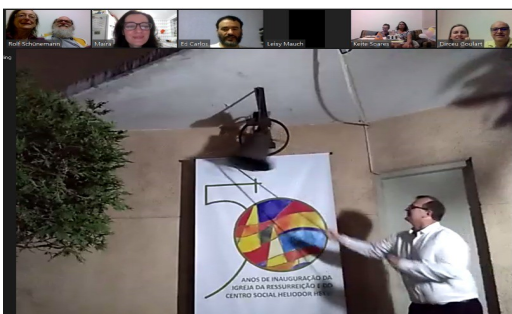 Rolf Schünemann
Maira
Ed Carlos
Leisy Mauch
Keite Soares
Dirceu Goulart
50
ANOS DE INAUGURAÇÃO DA
IGREJA DA RESSURREIÇÃO E DO
CENTRO SOCIAL HELIODOR